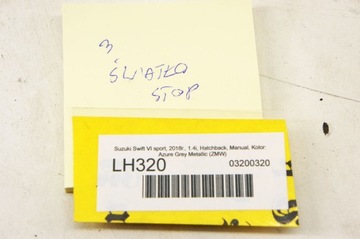 3
ŚWIATŁO
STOP
Suzuki Swift VI sport, 2018r., 1.4i, Hatchback, Manual, Kolor:
Azure Grey Metallic (ZMW)
LH320
03200320